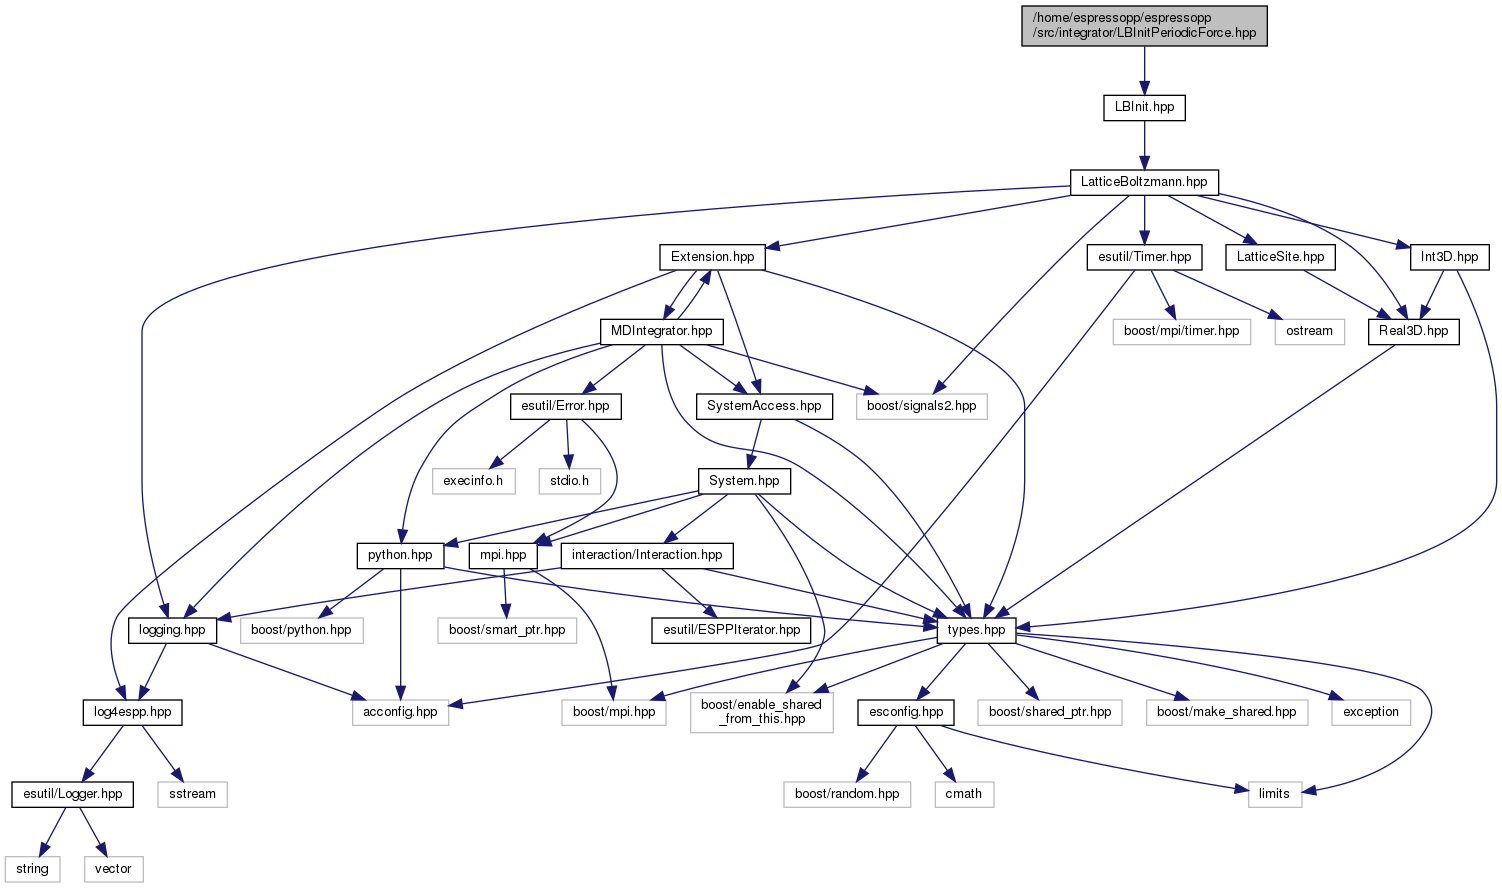 /home/espressopp/espressopp
/src/integrator/LBInitPeriodicForce.hpp
LBInit.hpp
LatticeBoltzmann.hpp
Extension.hpp
esutil/Timer.hpp
LatticeSite.hpp
Int3D.hpp
MDIntegrator.hpp
boost/mpi/timer.hpp
ostream
Real3D.hpp
esutil/Error.hpp
SystemAccess.hpp
boost/signals2.hpp
execinfo.h
stdio.h
System.hpp
python.hpp
mpi.hpp
interaction/Interaction.hpp
logging.hpp
boost/python.hpp
boost/smart_ptr.hpp
esutil/ESPPIterator.hpp
types.hpp
log4espp.hpp
acconfig.hpp
boost/mpi.hpp
boost/enable_shared
_from_this.hpp
esconfig.hpp
boost/shared_ptr.hpp
boost/make_shared.hpp
exception
esutil/Logger.hpp
sstream
boost/random.hpp
cmath
limits
string
vector